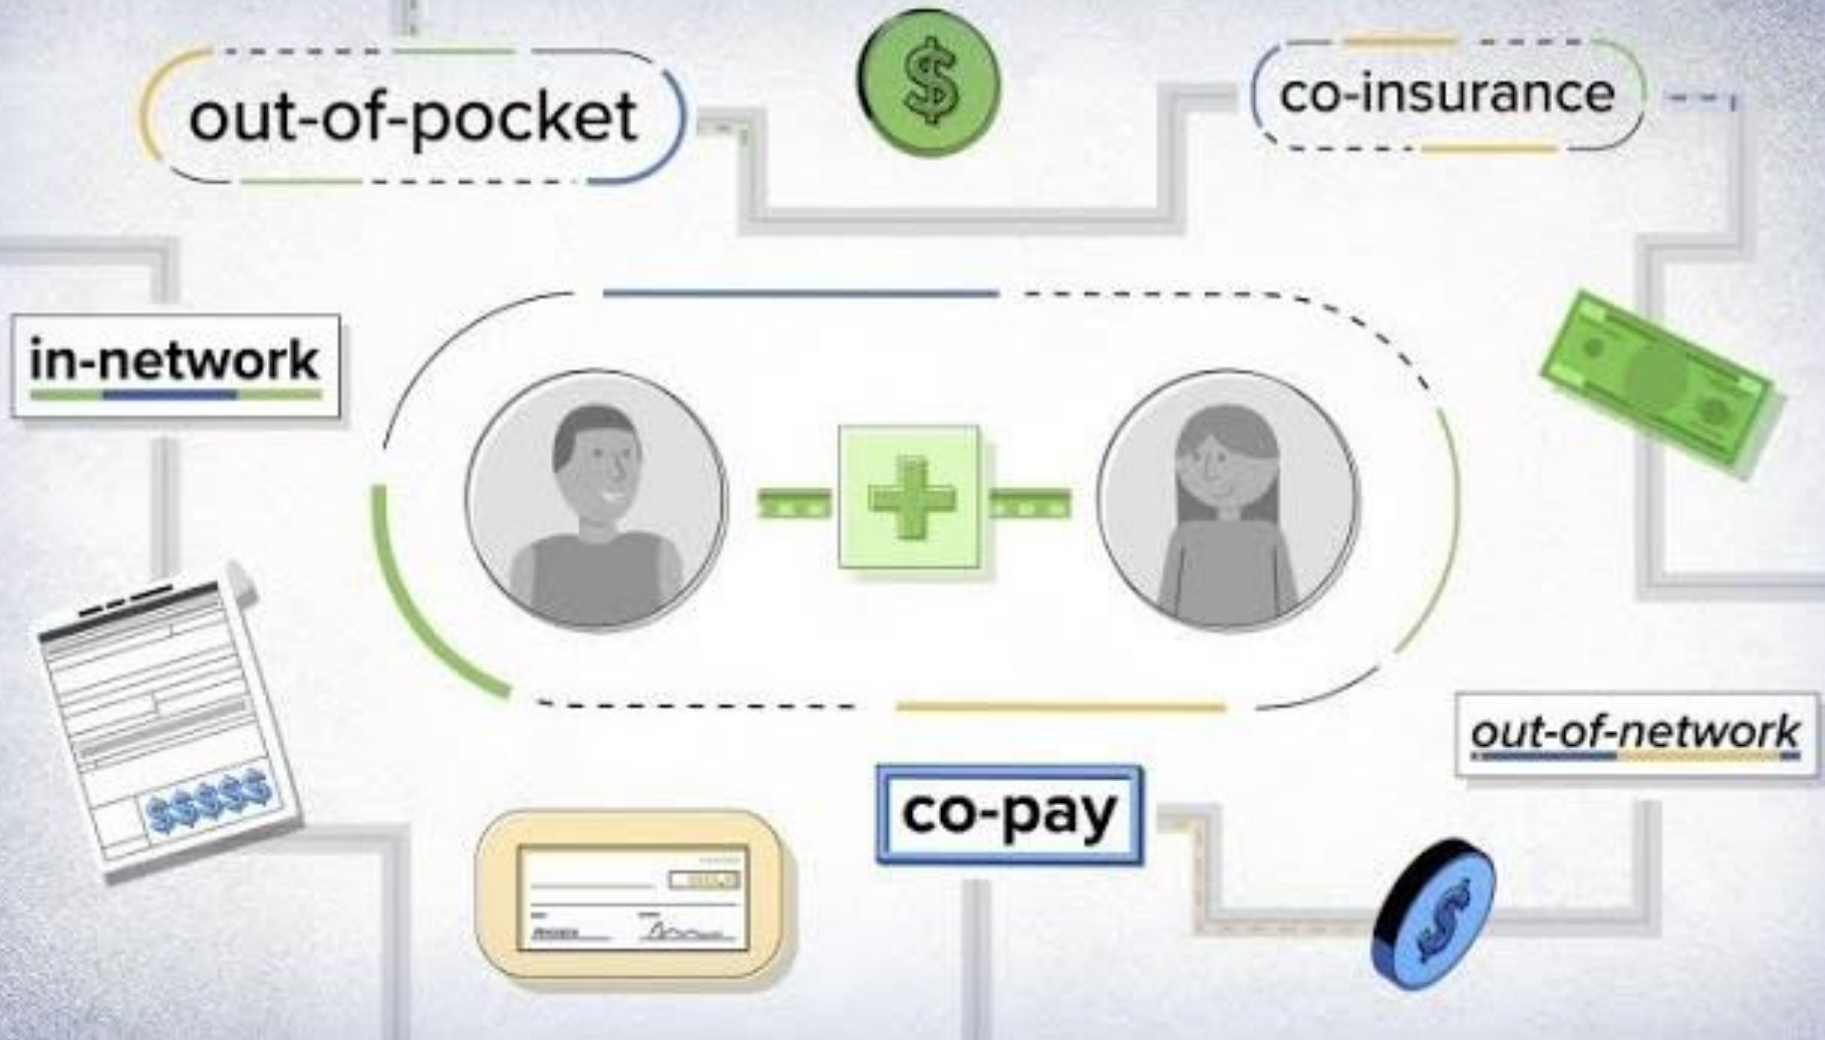 out-of-pocket
$
co-insurance
in-network
$$$$$
co-pay
out-of-network
$